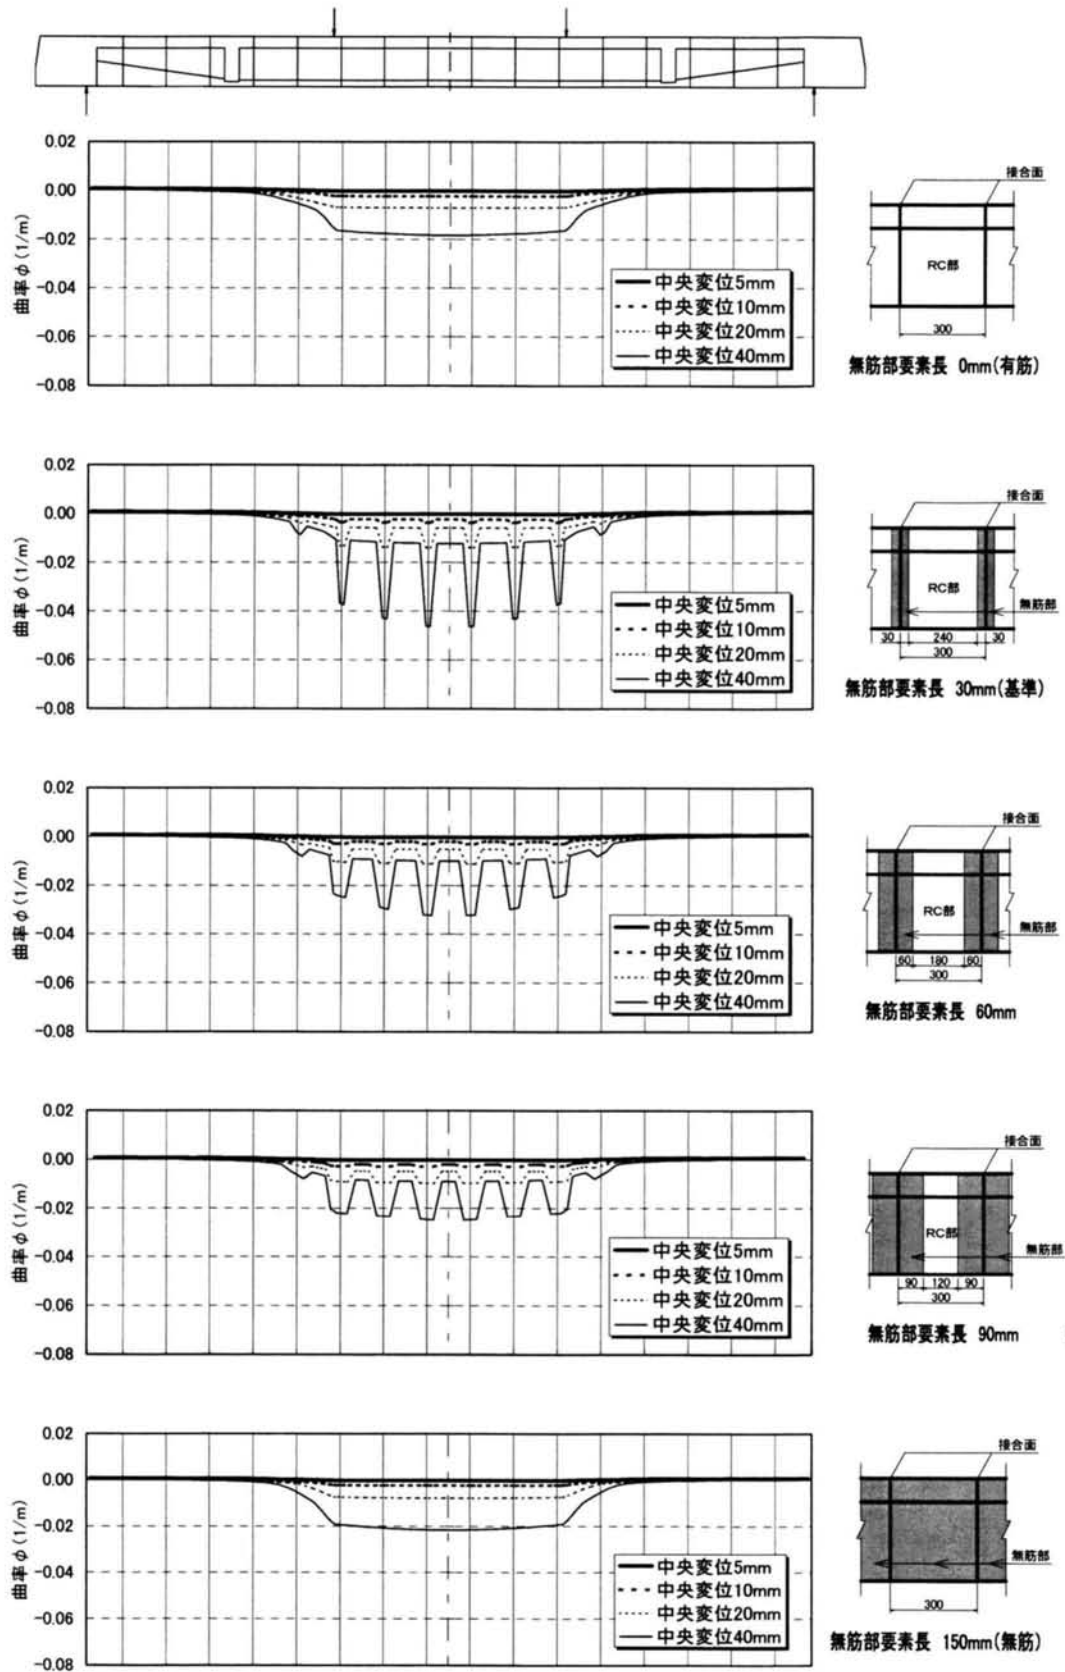 0.02
0.00
-0.02
-0.04
-0.06
-0.08
曲率φ(1/m)
中央変位5mm
中央変位10mm
中央変位20mm
中央変位40mm
接合面
RC部
300
無筋部要素長 0mm(有筋)
0.02
0.00
-0.02
-0.04
-0.06
-0.08
曲率φ(1/m)
中央変位5mm
中央変位10mm
中央変位20mm
中央変位40mm
接合面
RC部
無筋部
30 240 30
300
無筋部要素長 30mm(基準)
0.02
0.00
-0.02
-0.04
-0.06
-0.08
曲率φ(1/m)
中央変位5mm
中央変位10mm
中央変位20mm
中央変位40mm
接合面
RC部
無筋部
60 180 60
300
無筋部要素長 60mm
0.02
0.00
-0.02
-0.04
-0.06
-0.08
曲率φ(1/m)
中央変位5mm
中央変位10mm
中央変位20mm
中央変位40mm
接合面
RC部
無筋部
90 120 90
300
無筋部要素長 90mm
0.02
0.00
-0.02
-0.04
-0.06
-0.08
曲率φ(1/m)
中央変位5mm
中央変位10mm
中央変位20mm
中央変位40mm
接合面
無筋部
300
無筋部要素長 150mm(無筋)